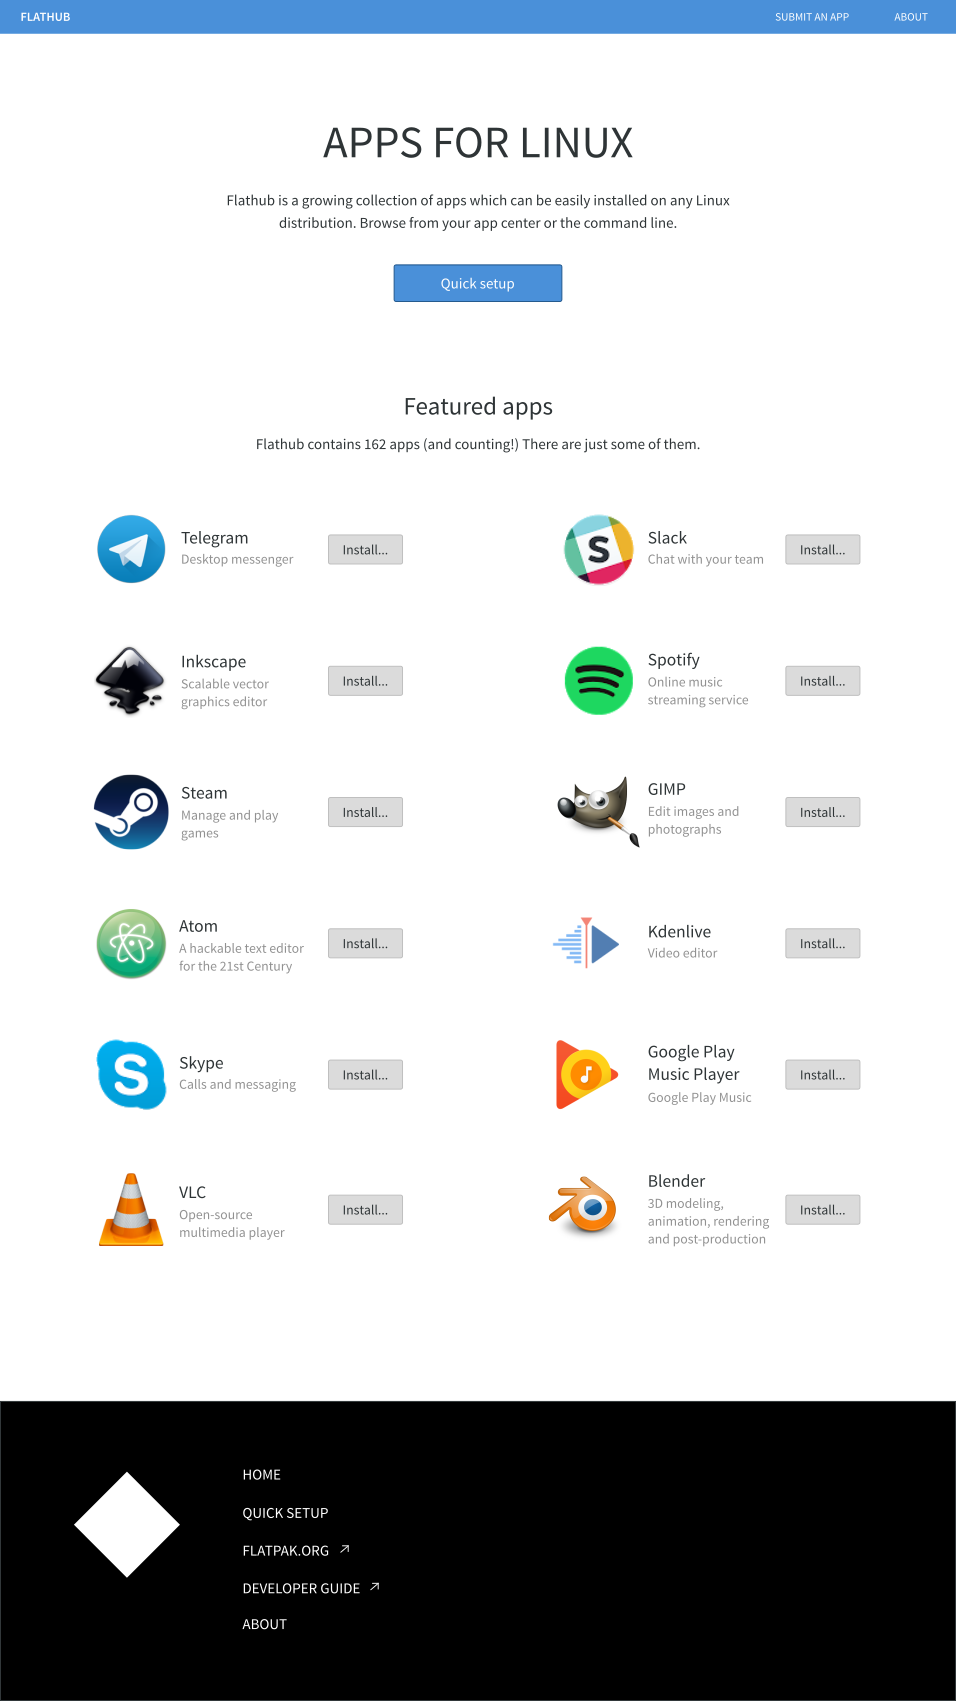 FLATHUB
SUBMIT AN APP
ABOUT
APPS FOR LINUX
Flathub is a growing collection of apps which can be easily installed on any Linux
distribution. Browse from your app center or the command line.
Quick setup
Featured apps
Flathub contains 162 apps (and counting!) There are just some of them.
Telegram
Desktop messenger
Install...
Slack
Chat with your team
Install...
Inkscape
Scalable vector
graphics editor
Install...
Spotify
Online music
streaming service
Install...
Steam
Manage and play
games
Install...
GIMP
Edit images and
photographs
Install...
Atom
A hackable text editor
for the 21st Century
Install...
Kdenlive
Video editor
Install...
Skype
Calls and messaging
Install...
Google Play
Music Player
Google Play Music
Install...
VLC
Open-source
multimedia player
Install...
Blender
3D modeling,
animation, rendering
and post-production
Install...
HOME
QUICK SETUP
FLATPAK.ORG
DEVELOPER GUIDE
ABOUT